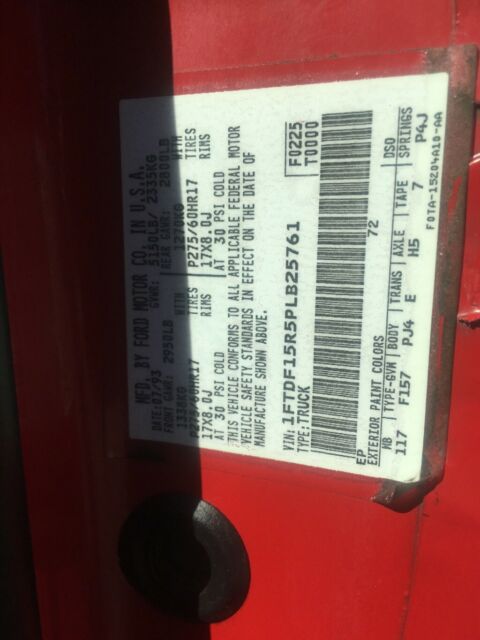 MFD. BY FORD MOTOR CO. IN U.S.A.
DATE: 07/93 GVWR: 5150LB/ 2335KG
FRONT GAWR: 2950LB REAR GAWR: 2800LB
1338KG WITH 1270KG WITH
P275/60HR17 TIRES P275/60HR17 TIRES
17X8.0J RIMS 17X8.0J RIMS
AT 30 PSI COLD AT 30 PSI COLD
THIS VEHICLE CONFORMS TO ALL APPLICABLE FEDERAL MOTOR
VEHICLE SAFETY STANDARDS IN EFFECT ON THE DATE OF
MANUFACTURE SHOWN ABOVE.
F0225
T0000
VIN: 1FTDF15R5PLB25761
TYPE: TRUCK
EP 72
EXTERIOR PAINT COLORS DSO
WB TYPE-GVW BODY TRANS AXLE TAPE SPRINGS
117 F157 PJ4 E H5 7 P4J
F0TA-15204A10-AA